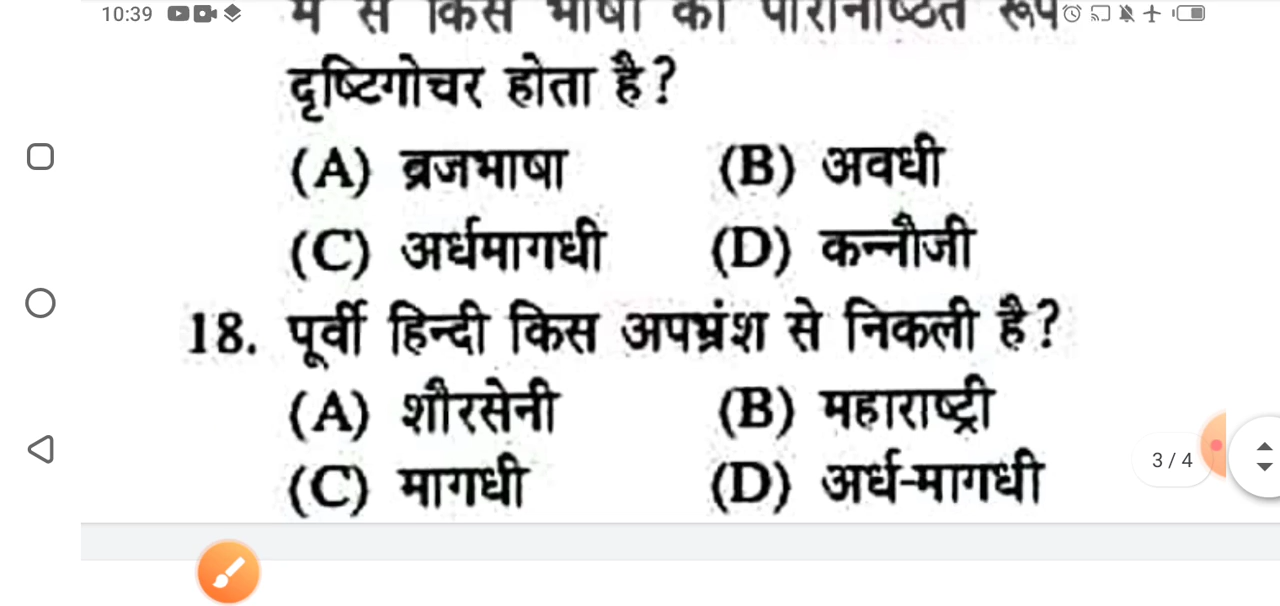 10:39
में से किस भाषा का परिनिष्ठित रूप
दृष्टिगोचर होता है?
(A) ब्रजभाषा (B) अवधी
(C) अर्धमागधी (D) कन्नौजी
18. पूर्वी हिन्दी किस अपभ्रंश से निकली है?
(A) शौरसेनी (B) महाराष्ट्री
(C) मागधी (D) अर्ध-मागधी
3 / 4